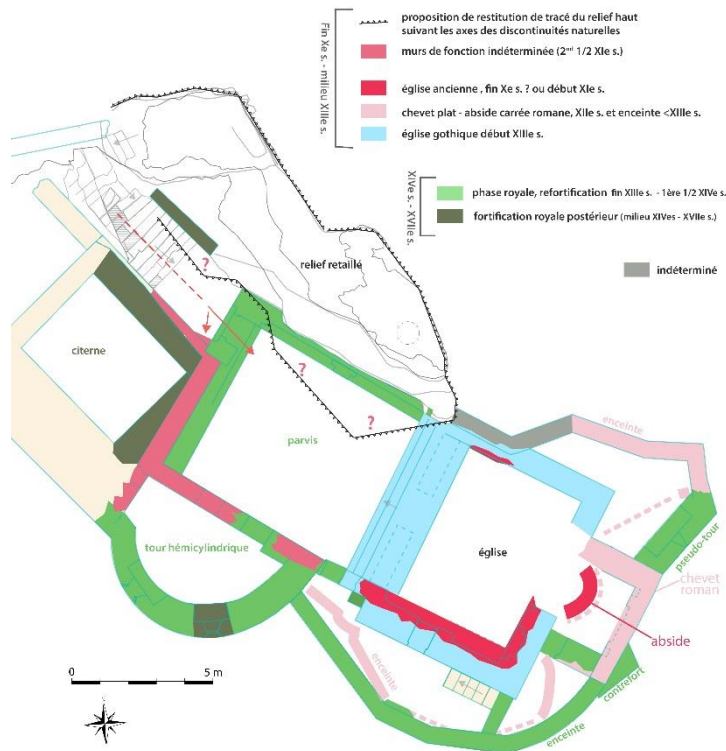 proposition de restitution de tracé du relief haut
suivant les axes des discontinuités naturelles
murs de fonction indéterminée (2nd 1/2 XIe s.)
église ancienne , fin Xe s. ? ou début XIe s.
chevet plat - abside carrée romane, XIIe s. et enceinte <XIIIe s.
église gothique début XIIIe s.
Fin Xe s. - milieu XIIIe s.
phase royale, refortification fin XIIIe s. - 1ère 1/2 XIVe s.
fortification royale postérieur (milieu XIVes - XVIIe s.)
XIVe s. - XVIIe s.
indéterminé
relief retaillé
?
citerne
?
?
parvis
enceinte
tour hémicylindrique
église
pseudo-tour
chevet
roman
abside
enceinte
contrefort
enceinte
0 5 m